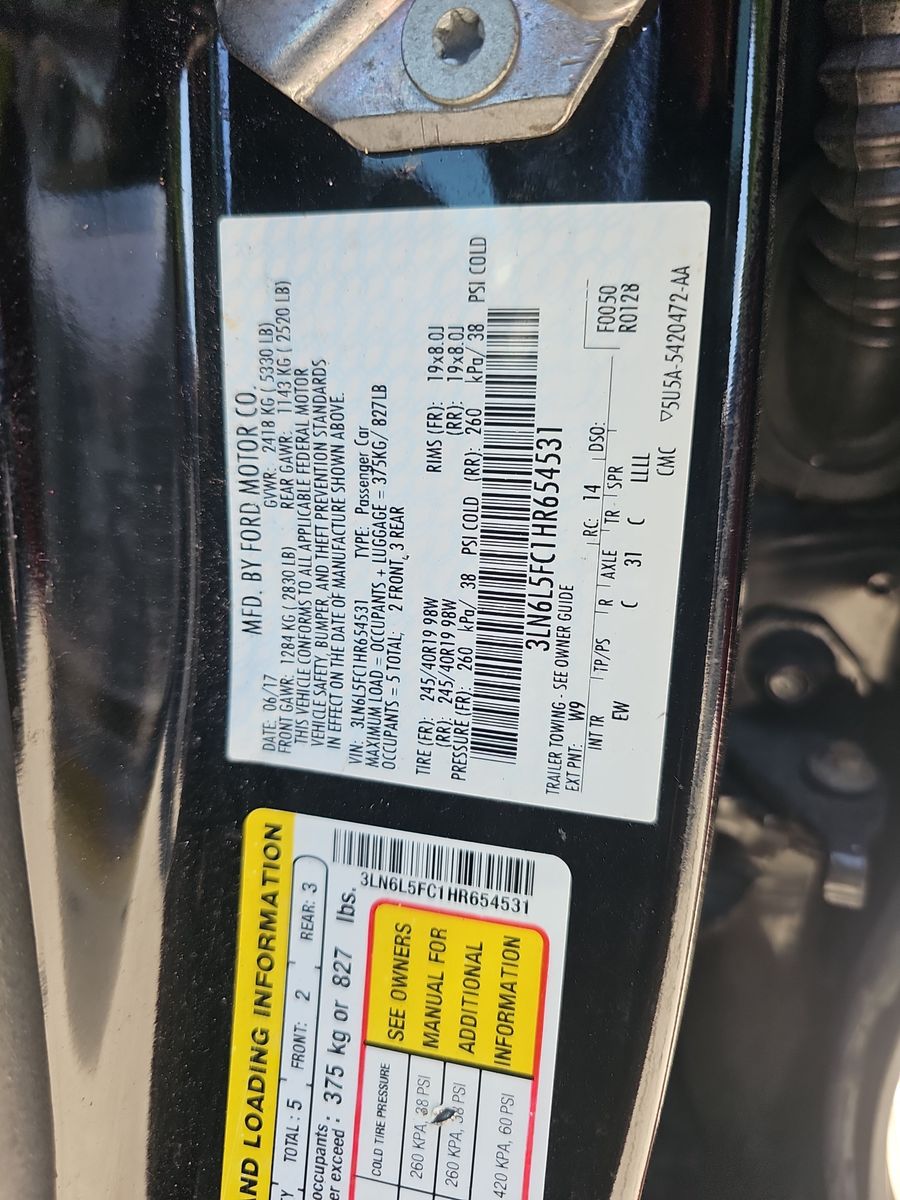 MFD. BY FORD MOTOR CO.
DATE: 06/17 GVWR: 2418 KG ( 5330 LB)
FRONT GAWR: 1284 KG ( 2830 LB) REAR GAWR: 1143 KG ( 2520 LB)
THIS VEHICLE CONFORMS TO ALL APPLICABLE FEDERAL MOTOR
VEHICLE SAFETY, BUMPER, AND THEFT PREVENTION STANDARDS
IN EFFECT ON THE DATE OF MANUFACTURE SHOWN ABOVE.
VIN: 3LN6L5FC1HR654531 TYPE: Passenger Car
MAXIMUM LOAD = OCCUPANTS + LUGGAGE = 375KG/ 827LB
OCCUPANTS = 5 TOTAL; 2 FRONT, 3 REAR
TIRE (FR): 245/40R19 98W RIMS (FR): 19x8.0J
(RR): 245/40R19 98W (RR): 19x8.0J
PRESSURE (FR): 260 kPa/ 38 PSI COLD (RR): 260 kPa/ 38 PSI COLD
3LN6L5FC1HR654531
TRAILER TOWING - SEE OWNER GUIDE
EXT PNT: W9 RC: 14 DSO: F0050
R0128
INT TR TP/PS R AXLE TR SPR
EW C 31 C LLLL
CMC ▽5U5A-5420472-AA
AND LOADING INFORMATION
TOTAL : 5 FRONT: 2 REAR: 3
occupants
er exceed : 375 kg or 827 lbs.
3LN6L5FC1HR654531
COLD TIRE PRESSURE
260 KPA, 38 PSI
260 KPA, 38 PSI
420 KPA, 60 PSI
SEE OWNERS
MANUAL FOR
ADDITIONAL
INFORMATION